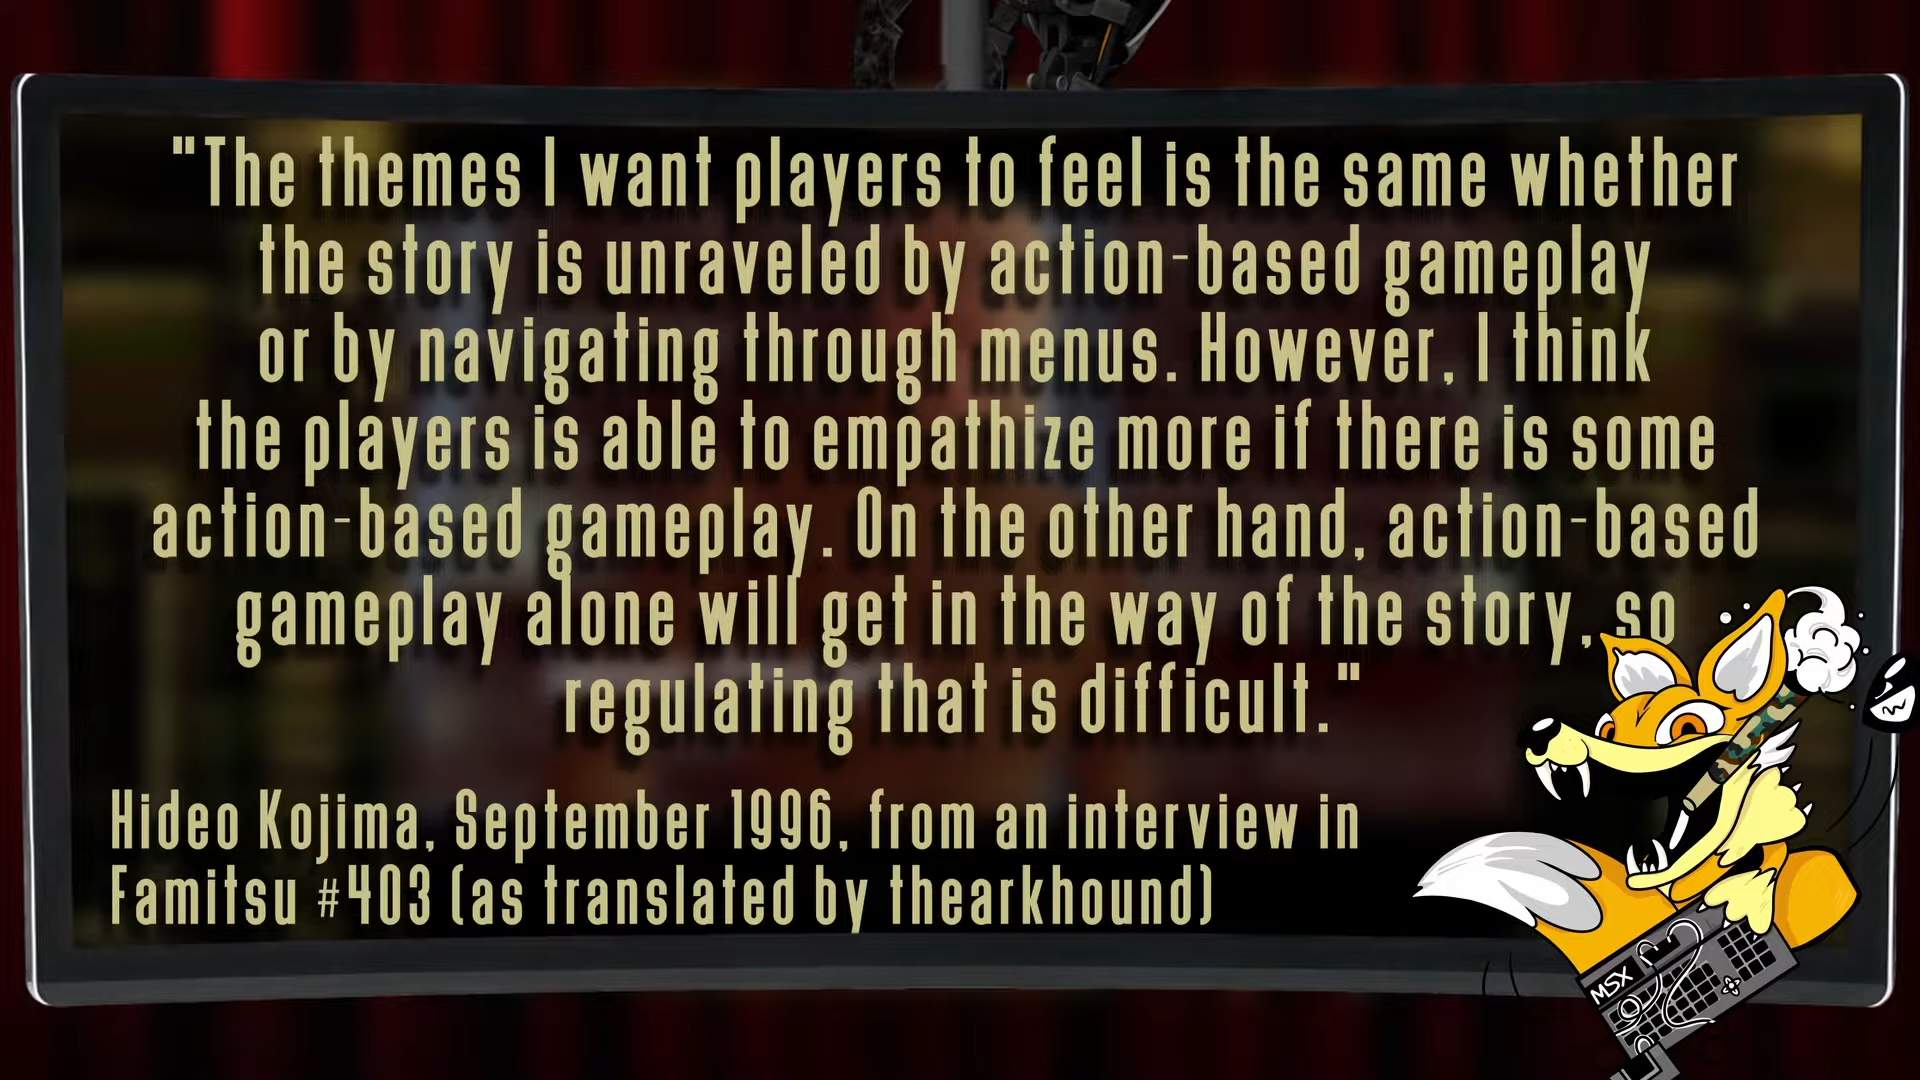 "The themes I want players to feel is the same whether
the story is unraveled by action-based gameplay
or by navigating through menus. However, I think
the players is able to empathize more if there is some
action-based gameplay. On the other hand, action-based
gameplay alone will get in the way of the story, so
regulating that is difficult."
Hideo Kojima, September 1996, from an interview in
Famitsu #403 (as translated by thearkhound)
MSX